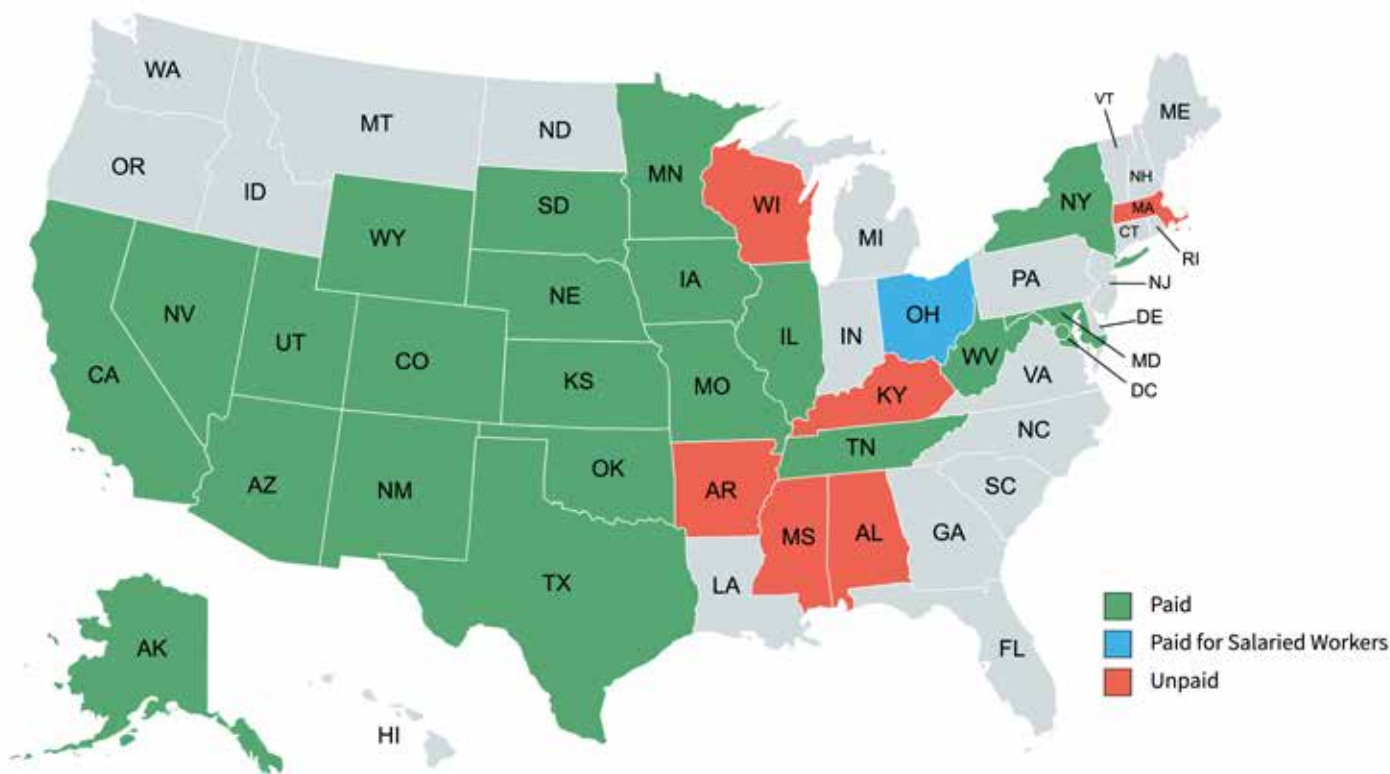 WA
MT
ND
MN
VT
ME
OR
ID
SD
WI
NH
WY
MI
NY
MA
CT
RI
NV
NE
IA
PA
NJ
UT
CO
IL
IN
OH
DE
CA
KS
MO
WV
VA
MD
DC
KY
AZ
NM
OK
TN
NC
AR
SC
MS
AL
GA
TX
LA
AK
FL
HI
Paid
Paid for Salaried Workers
Unpaid